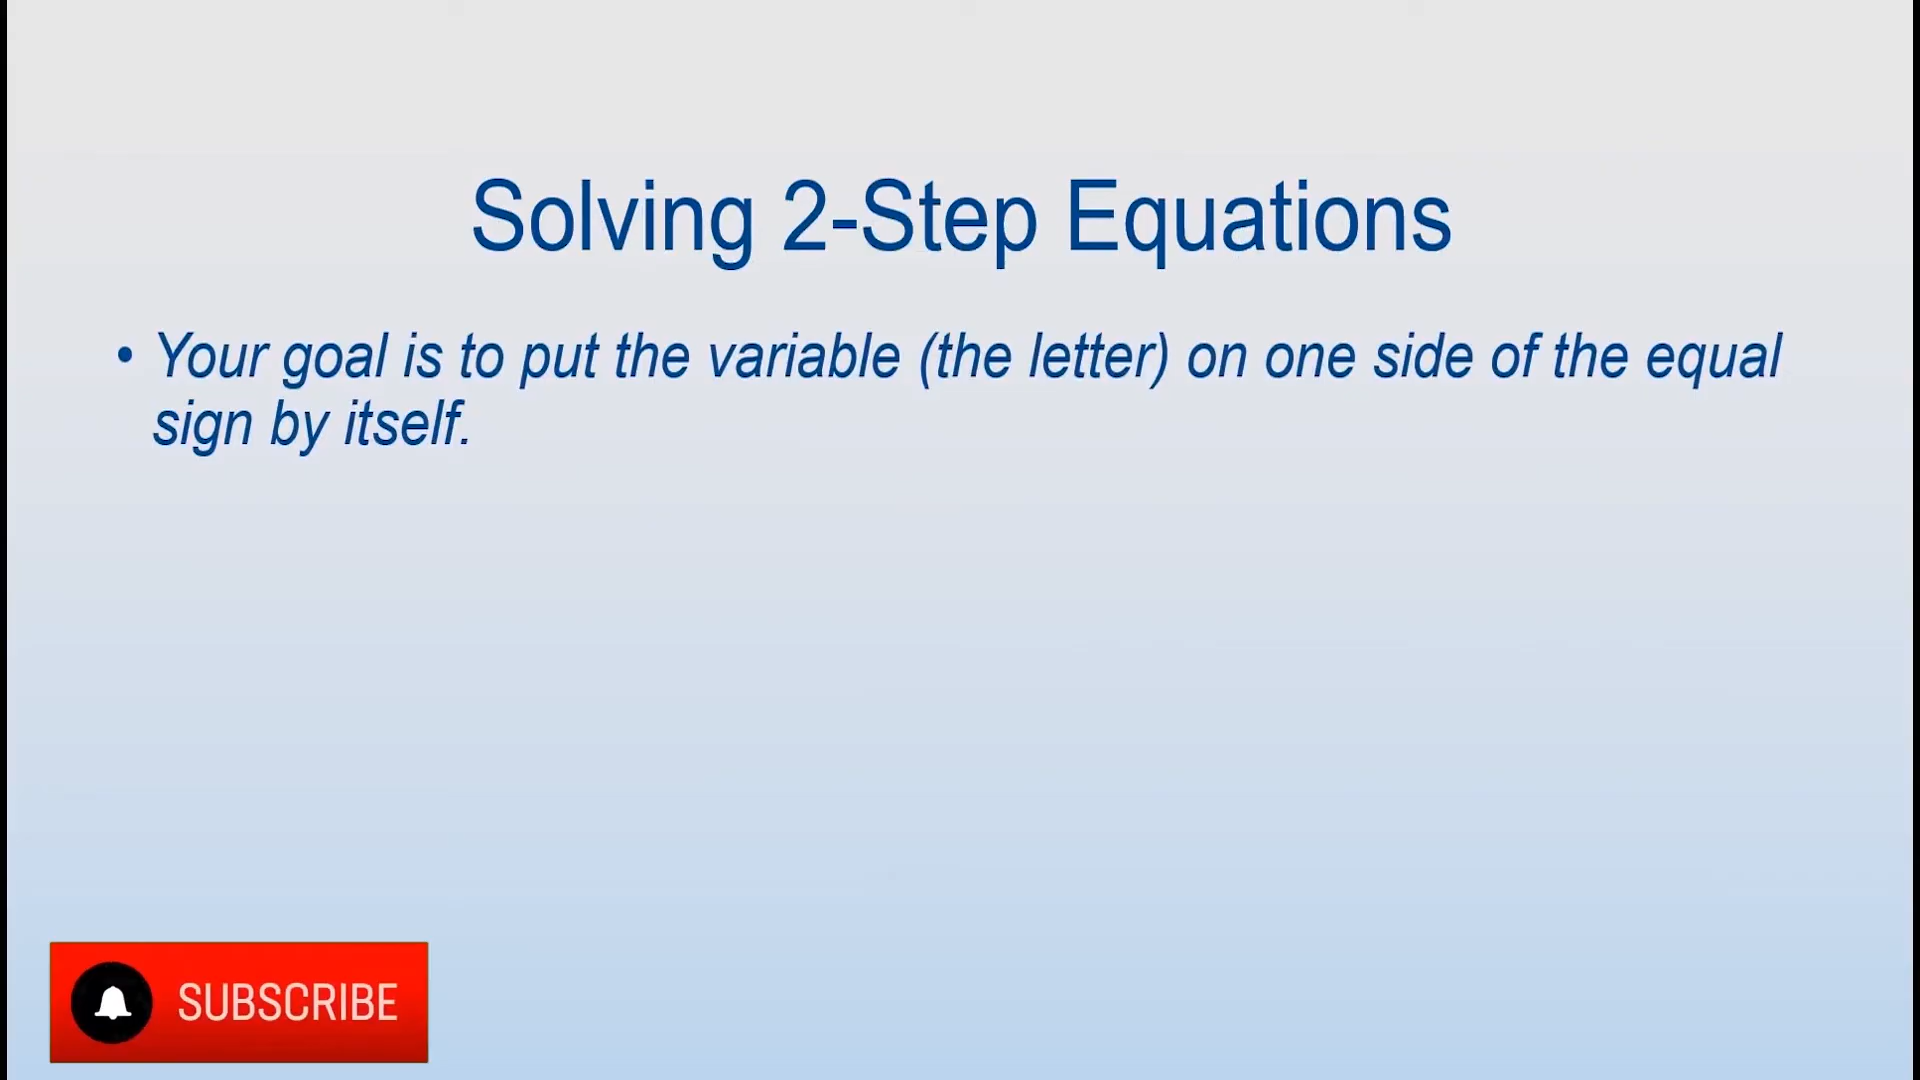 Solving 2-Step Equations
• Your goal is to put the variable (the letter) on one side of the equal
sign by itself.
SUBSCRIBE